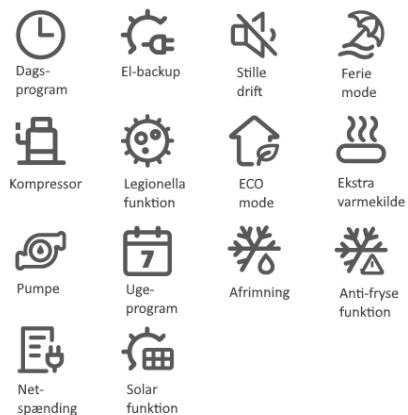 Dags-
program
El-backup
Stille
drift
Ferie
mode
Kompressor
Legionella
funktion
ECO
mode
Ekstra
varmekilde
Pumpe
7
Uge-
program
Afrimning
Anti-fryse
funktion
Net-
spænding
Solar
funktion